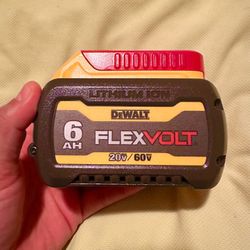 LITHIUM ION
DEWALT
6
AH
FLEXVOLT
20V/60V